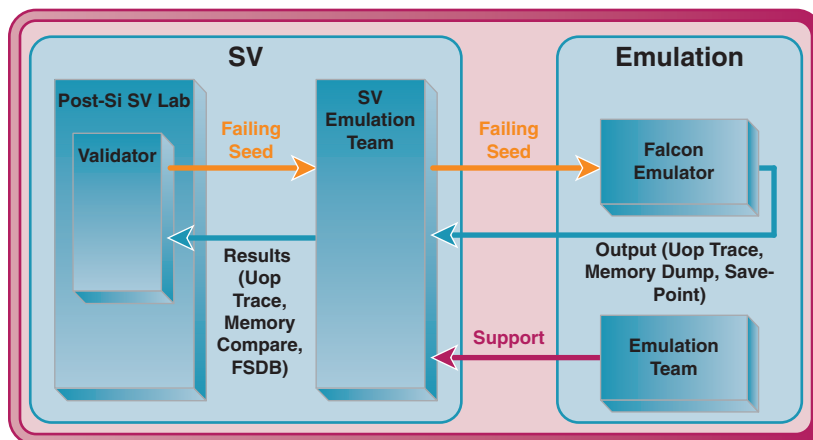 SV
Emulation
Post-Si SV Lab
Validator
Failing
Seed
SV
Emulation
Team
Failing
Seed
Falcon
Emulator
Results
(Uop
Trace,
Memory
Compare,
FSDB)
Output (Uop Trace,
Memory Dump, Save-
Point)
Support
Emulation
Team